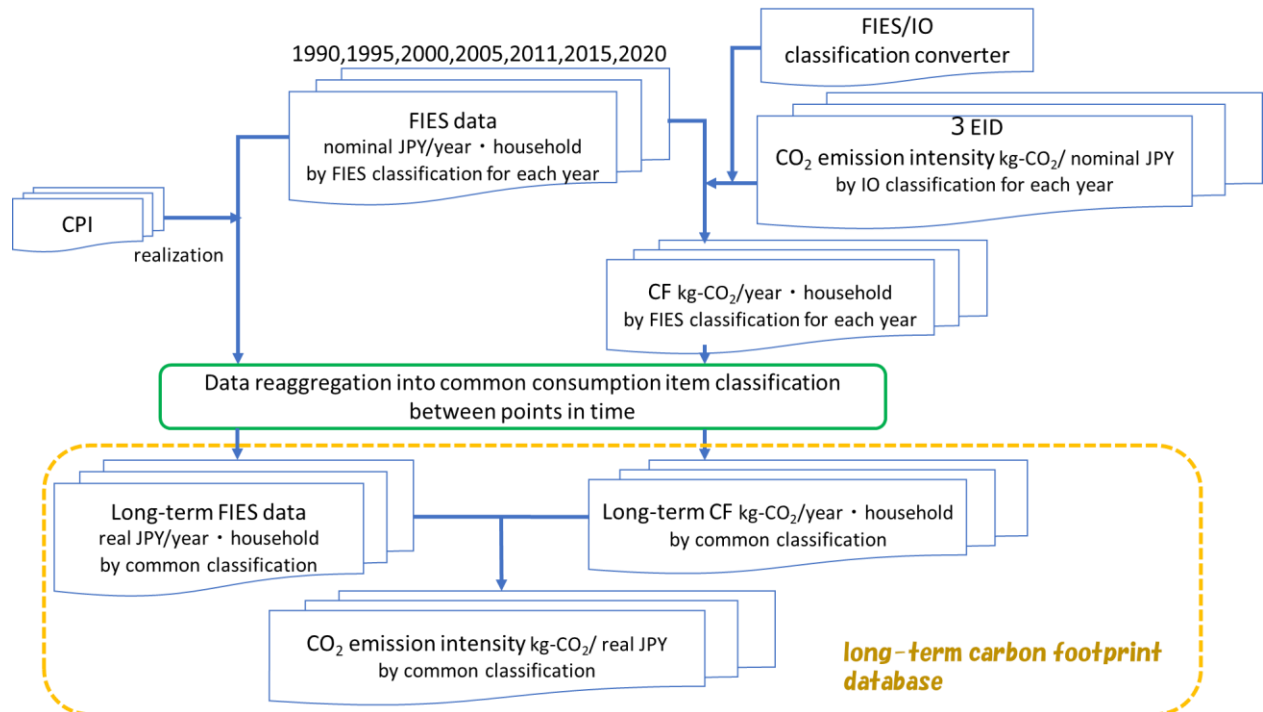 1990,1995,2000,2005,2011,2015,2020
FIES/IO
classification converter
FIES data
nominal JPY/year・household
by FIES classification for each year
3 EID
CO₂ emission intensity kg-CO₂/ nominal JPY
by IO classification for each year
CPI
realization
CF kg-CO₂/year・household
by FIES classification for each year
Data reaggregation into common consumption item classification
between points in time
Long-term FIES data
real JPY/year・household
by common classification
Long-term CF kg-CO₂/year・household
by common classification
CO₂ emission intensity kg-CO₂/ real JPY
by common classification
long-term carbon footprint
database